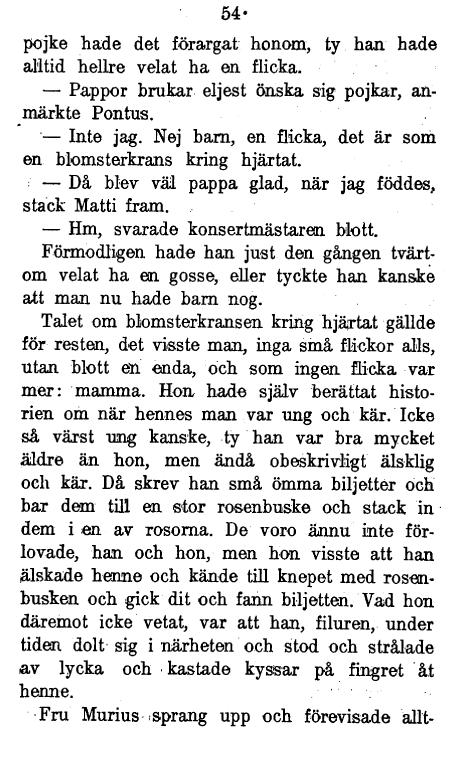 54.
pojke hade det förargat honom, ty han hade
alltid hellre velat ha en flicka.
— Pappor brukar eljest önska sig pojkar, an-
märkte Pontus.
— Inte jag. Nej barn, en flicka, det är som
en blomsterkrans kring hjärtat.
— Då blev väl pappa glad, när jag föddes,
stack Matti fram.
— Hm, svarade konsertmästaren blott.
Förmodligen hade han just den gången tvärt-
om velat ha en gosse, eller tyckte han kanske
att man nu hade barn nog.
Talet om blomsterkransen kring hjärtat gällde
för resten, det visste man, inga små flickor alls,
utan blott en enda, och som ingen flicka var
mer: mamma. Hon hade själv berättat histo-
rien om när hennes man var ung och kär. Icke
så värst ung kanske, ty han var bra mycket
äldre än hon, men ändå obeskrivligt älsklig
och kär. Då skrev han små ömma biljetter och
bar dem till en stor rosenbuske och stack in
dem i en av rosorna. De voro ännu inte för-
lovade, han och hon, men hon visste att han
älskade henne och kände till knepet med rosen-
busken och gick dit och fann biljetten. Vad hon
däremot icke vetat, var att han, filuren, under
tiden dolt sig i närheten och stod och strålade
av lycka och kastade kyssar på fingret åt
henne.
Fru Murius sprang upp och förevisade allt-